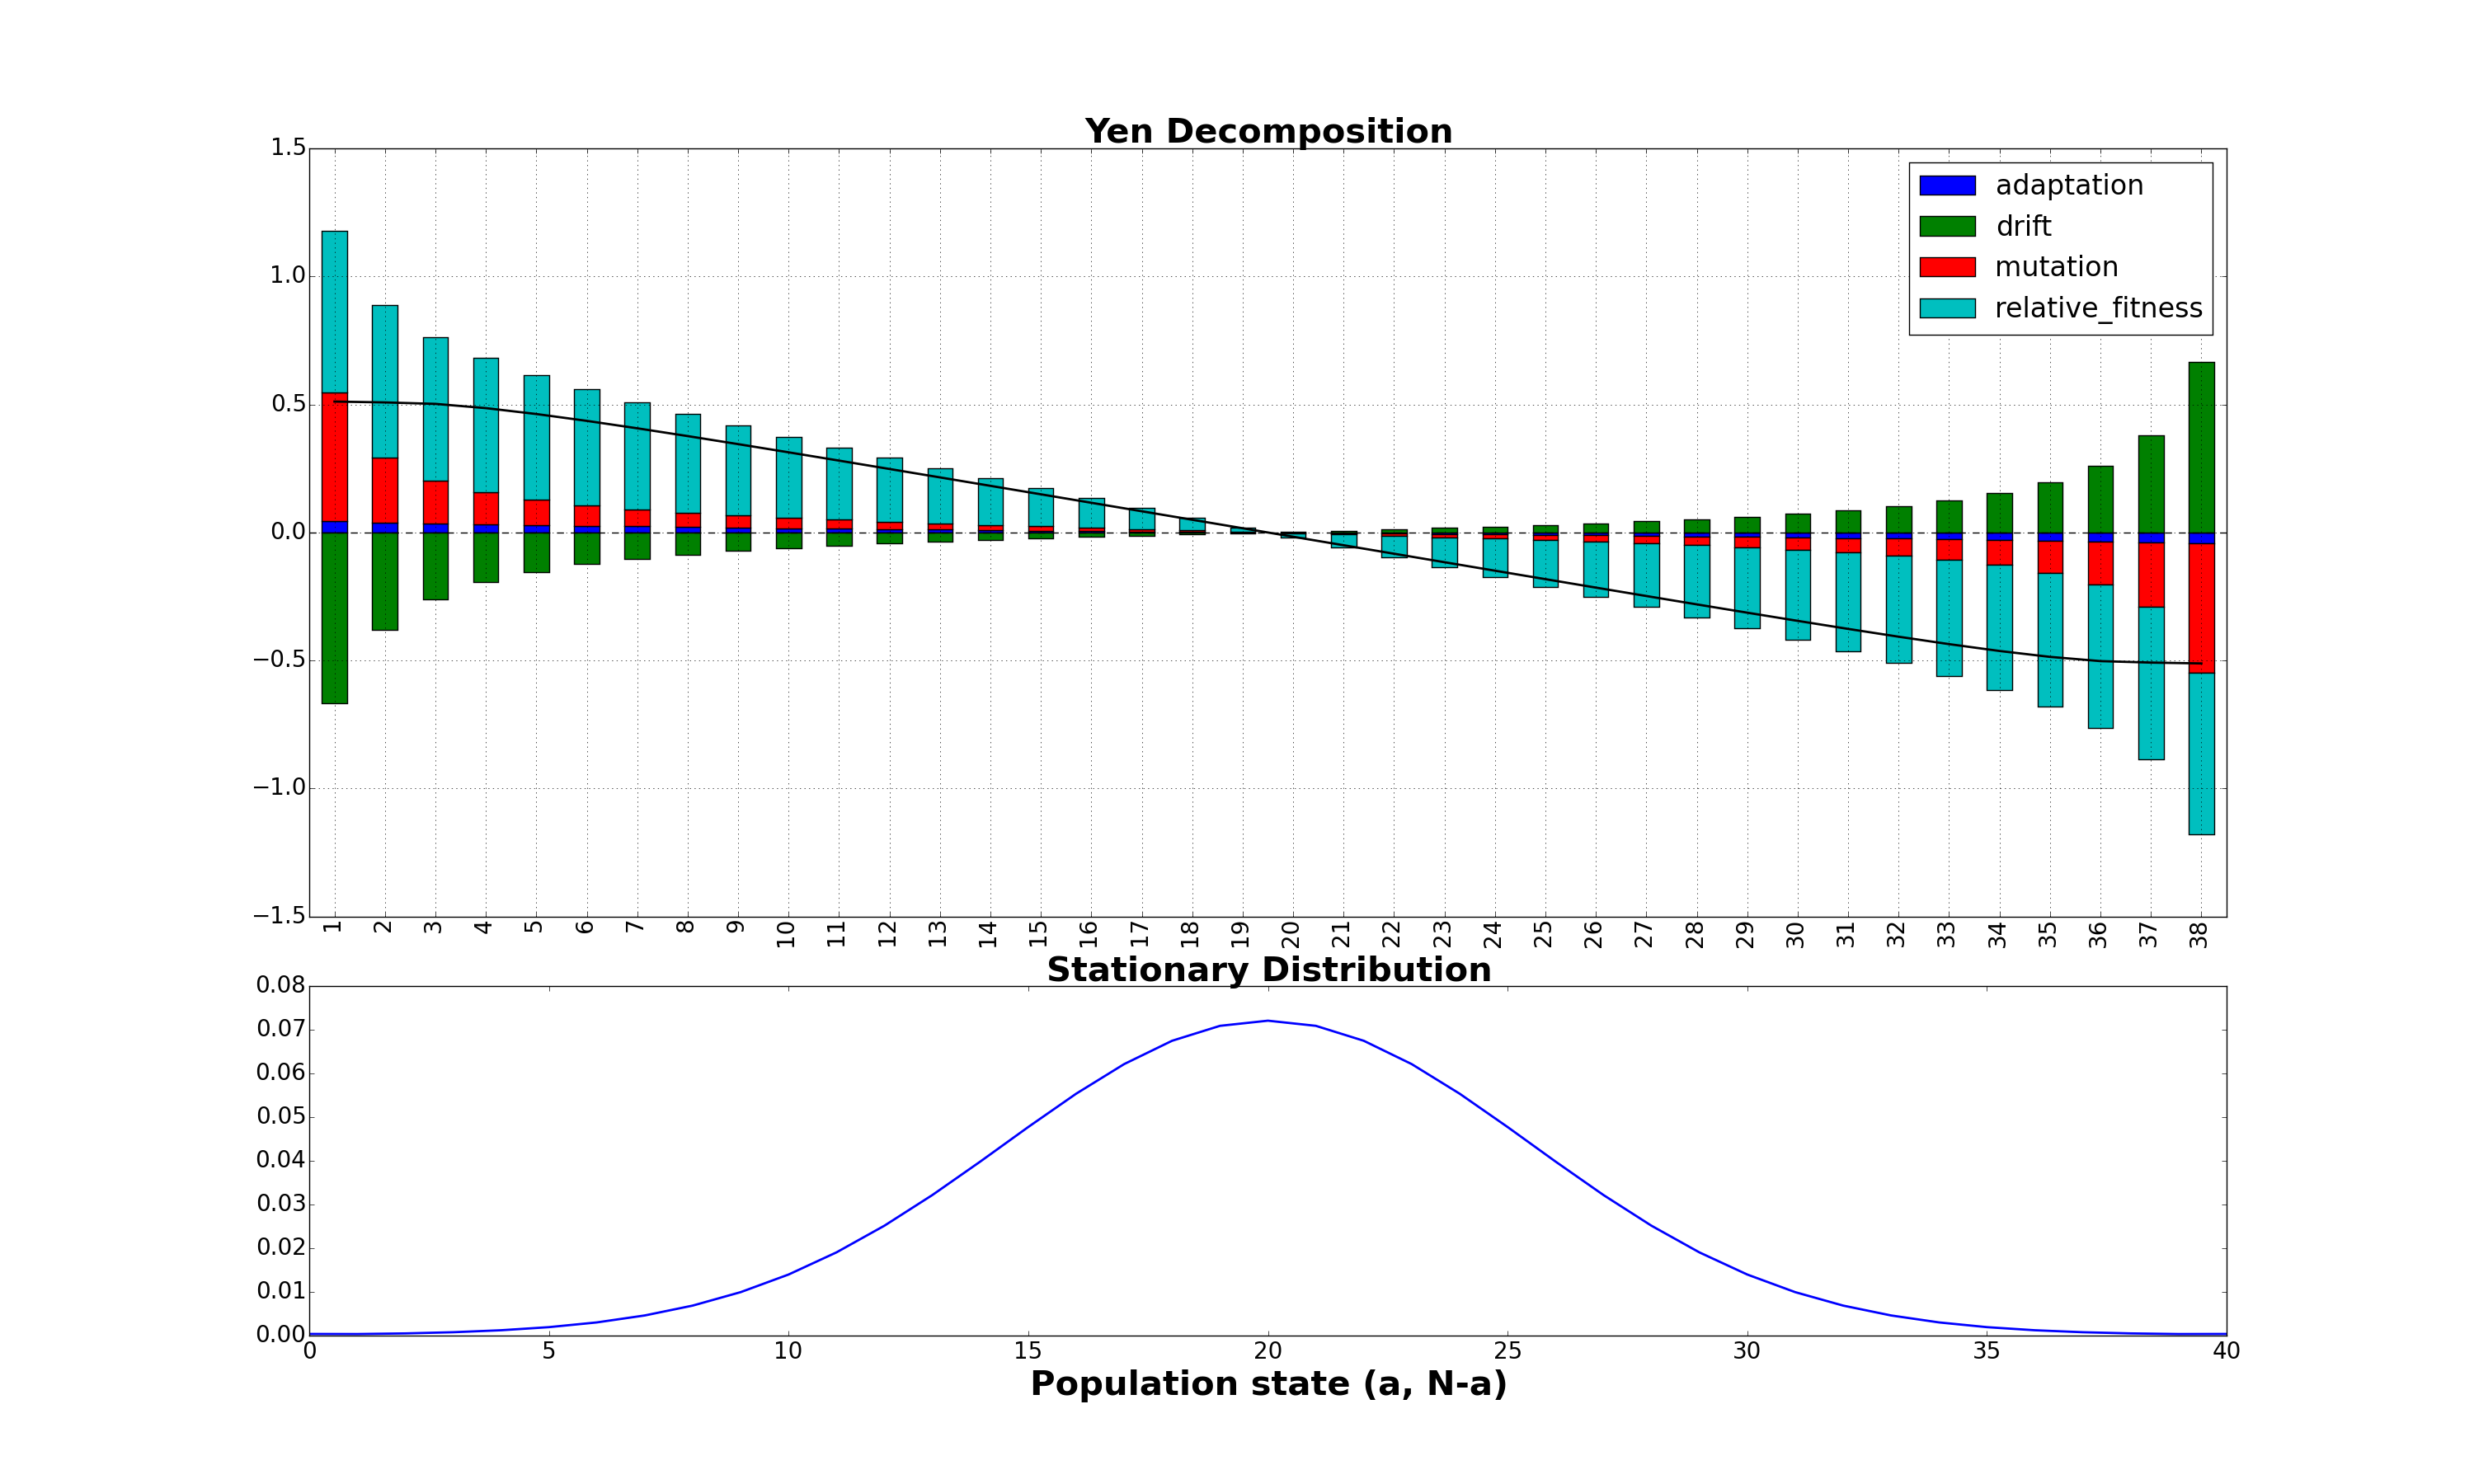 Yen Decomposition
1.5
1.0
0.5
0.0
−0.5
−1.0
−1.5
adaptation
drift
mutation
relative_fitness
1 2 3 4 5 6 7 8 9 10 11 12 13 14 15 16 17 18 19 20 21 22 23 24 25 26 27 28 29 30 31 32 33 34 35 36 37 38
Stationary Distribution
0.08
0.07
0.06
0.05
0.04
0.03
0.02
0.01
0.00
0 5 10 15 20 25 30 35 40
Population state (a, N-a)